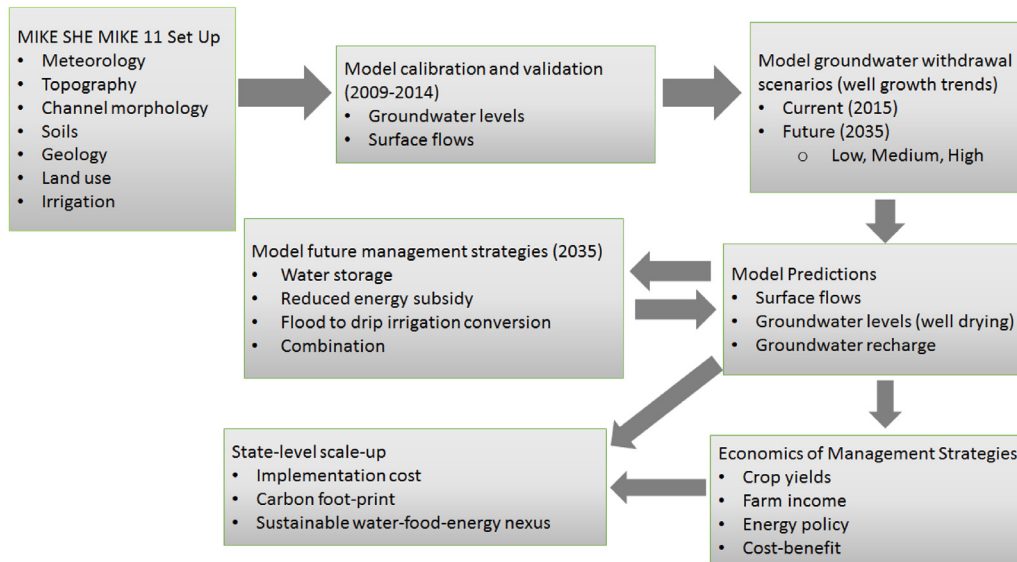 MIKE SHE MIKE 11 Set Up
• Meteorology
• Topography
• Channel morphology
• Soils
• Geology
• Land use
• Irrigation
Model calibration and validation
(2009-2014)
• Groundwater levels
• Surface flows
Model groundwater withdrawal
scenarios (well growth trends)
• Current (2015)
• Future (2035)
o Low, Medium, High
Model future management strategies (2035)
• Water storage
• Reduced energy subsidy
• Flood to drip irrigation conversion
• Combination
Model Predictions
• Surface flows
• Groundwater levels (well drying)
• Groundwater recharge
State-level scale-up
• Implementation cost
• Carbon foot-print
• Sustainable water-food-energy nexus
Economics of Management Strategies
• Crop yields
• Farm income
• Energy policy
• Cost-benefit